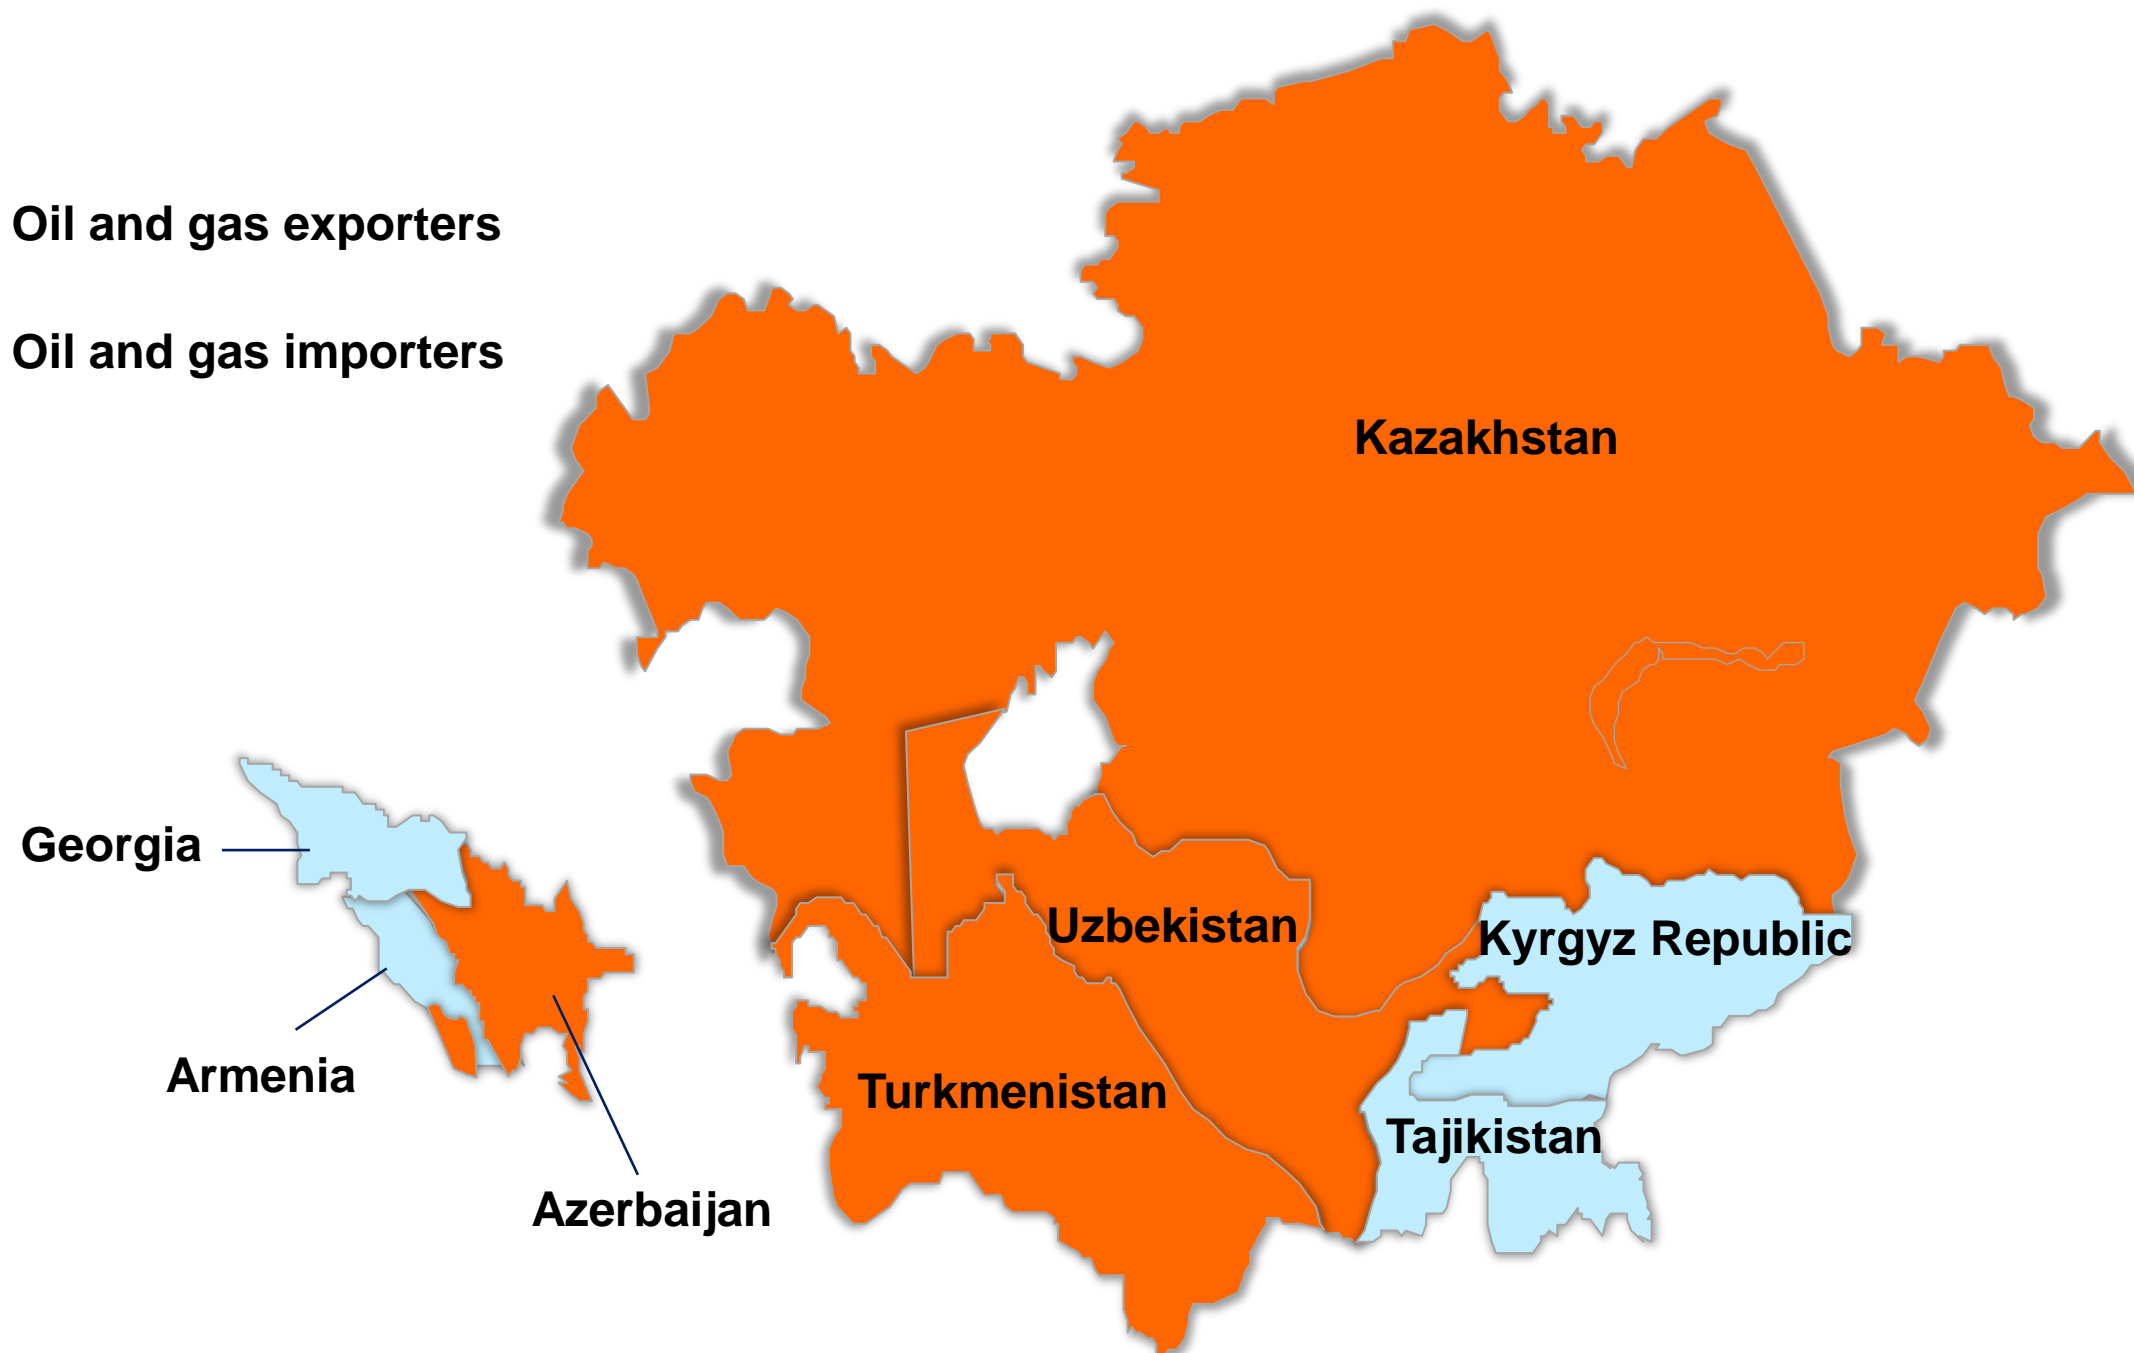 Oil and gas exporters
Oil and gas importers
Kazakhstan
Georgia
Uzbekistan
Kyrgyz Republic
Armenia
Turkmenistan
Tajikistan
Azerbaijan